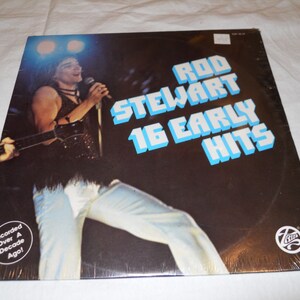 ROD
STEWART
16 EARLY
HITS
Recorded
Over A
Decade
Ago!